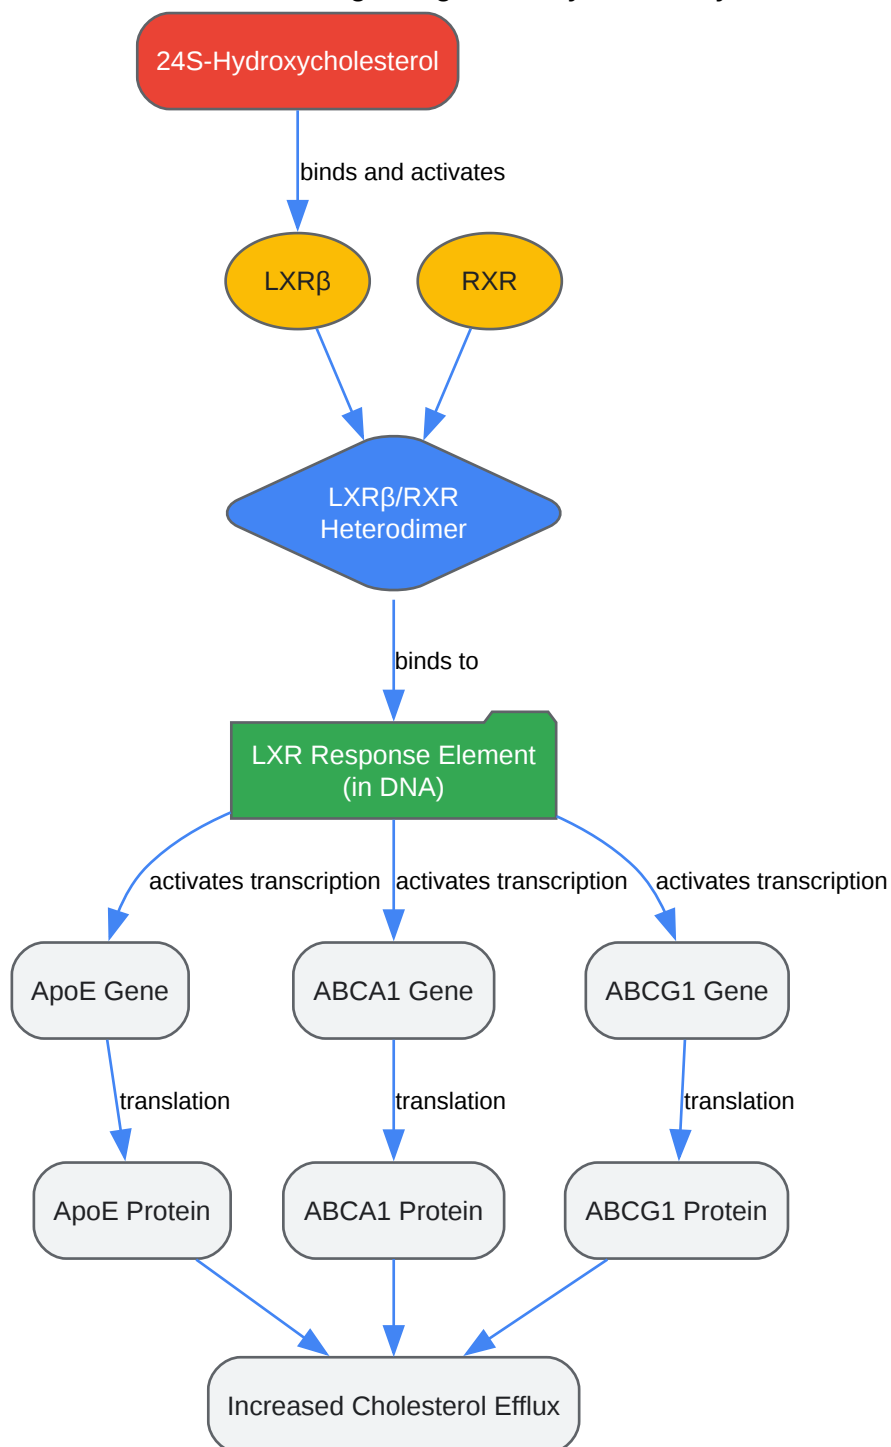 24S-Hydroxycholesterol
binds and activates
LXRβ
RXR
LXRβ/RXR
Heterodimer
binds to
LXR Response Element
(in DNA)
activates transcription
activates transcription
activates transcription
ApoE Gene
ABCA1 Gene
ABCG1 Gene
translation
translation
translation
ApoE Protein
ABCA1 Protein
ABCG1 Protein
Increased Cholesterol Efflux